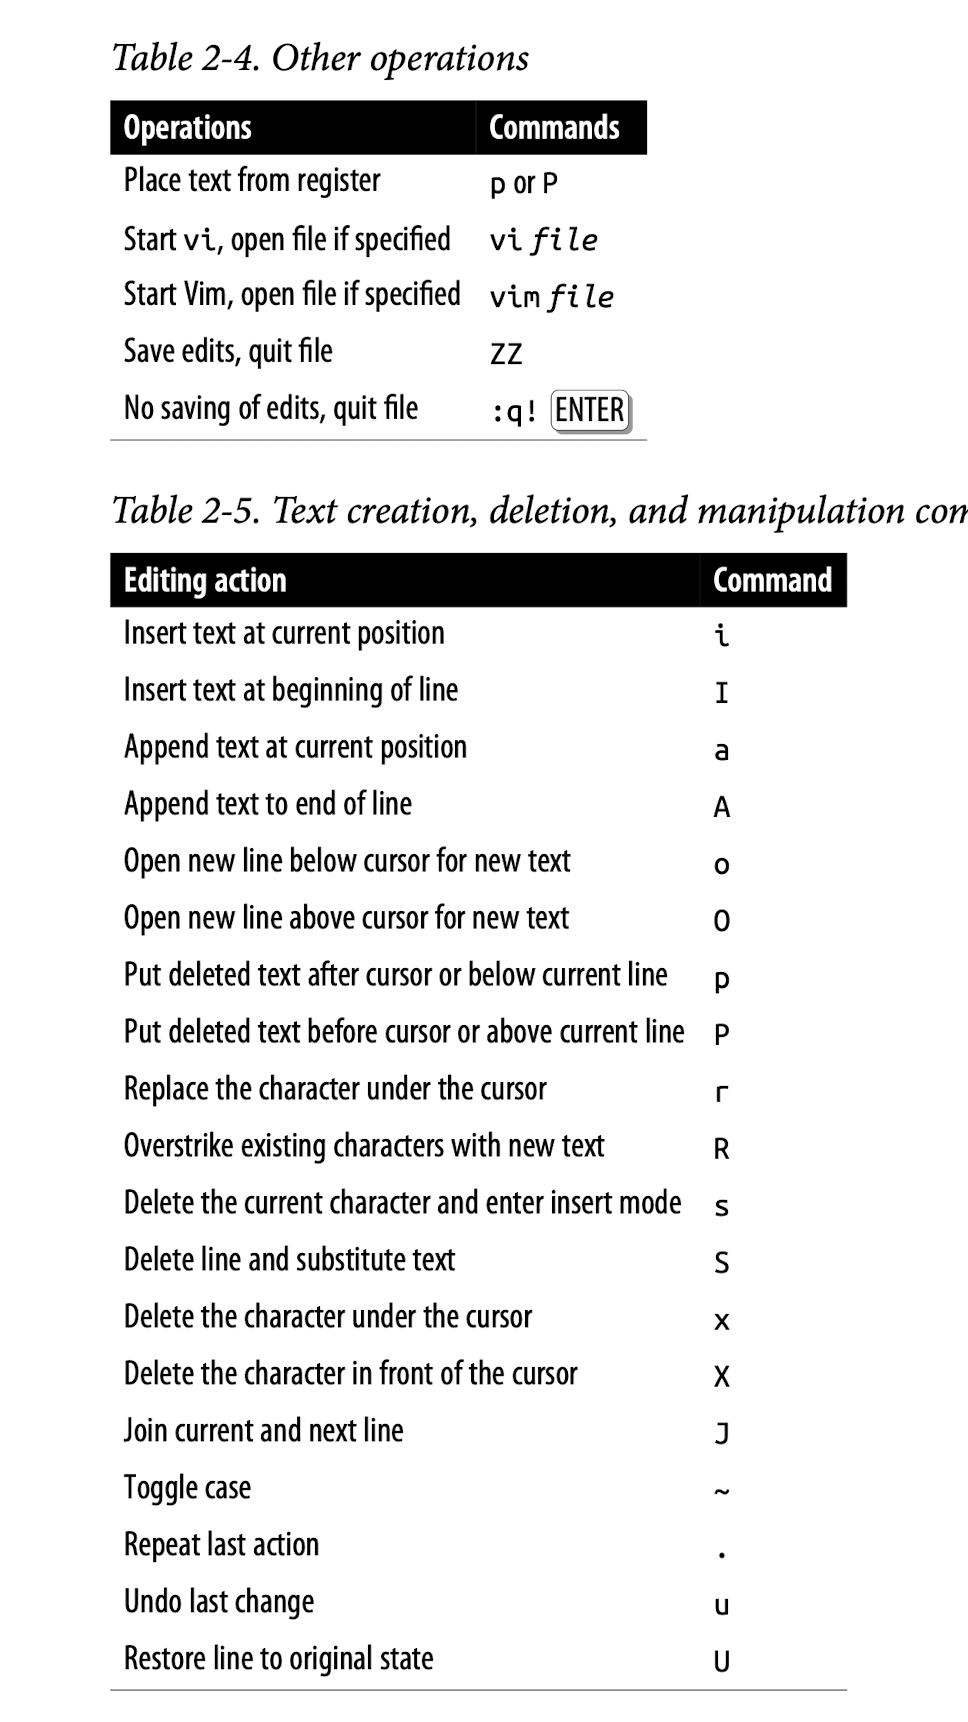 Table 2-4. Other operations
Operations Commands
Place text from register p or P
Start vi, open file if specified vi file
Start Vim, open file if specified vim file
Save edits, quit file ZZ
No saving of edits, quit file :q! ENTER
Table 2-5. Text creation, deletion, and manipulation
Editing action Command
Insert text at current position i
Insert text at beginning of line I
Append text at current position a
Append text to end of line A
Open new line below cursor for new text o
Open new line above cursor for new text O
Put deleted text after cursor or below current line p
Put deleted text before cursor or above current line P
Replace the character under the cursor r
Overstrike existing characters with new text R
Delete the current character and enter insert mode s
Delete line and substitute text S
Delete the character under the cursor x
Delete the character in front of the cursor X
Join current and next line J
Toggle case ~
Repeat last action .
Undo last change u
Restore line to original state U